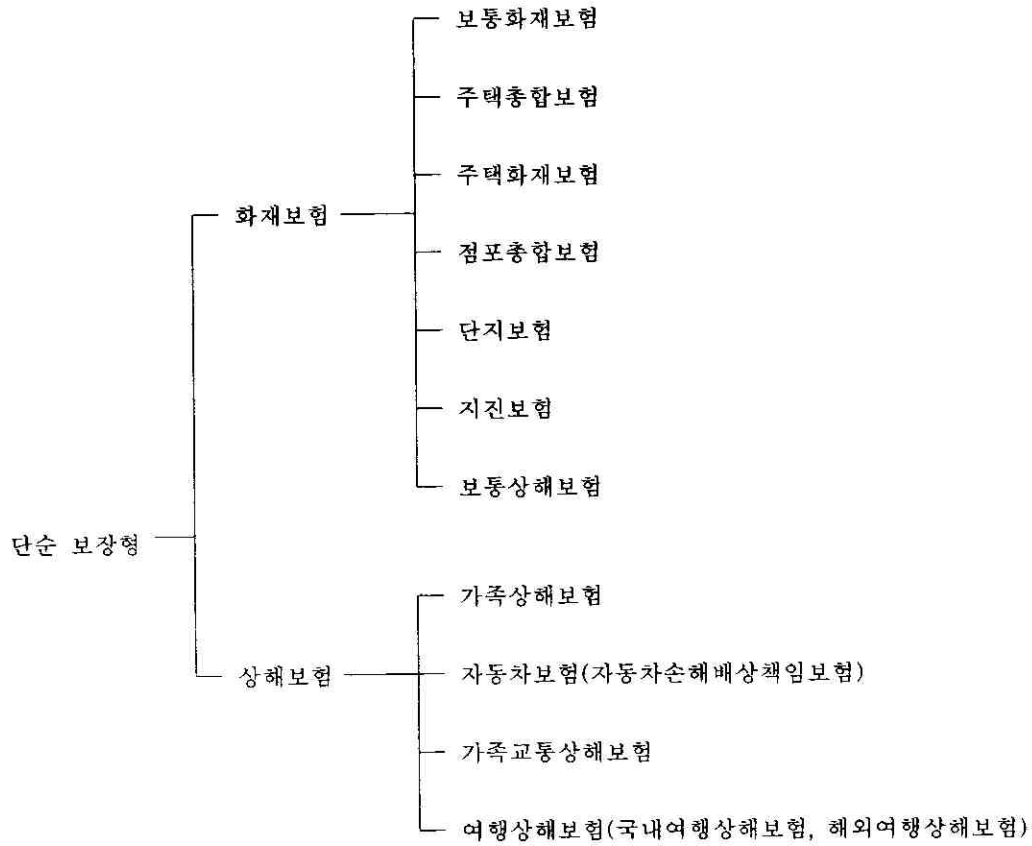 보통화재보험
주택총합보험
주택화재보험
화재보험
점포총합보험
단지보험
지진보험
보통상해보험
단순 보장형
가족상해보험
상해보험
자동차보험(자동차손해배상책임보험)
가족교통상해보험
여행상해보험(국내여행상해보험, 해외여행상해보험)